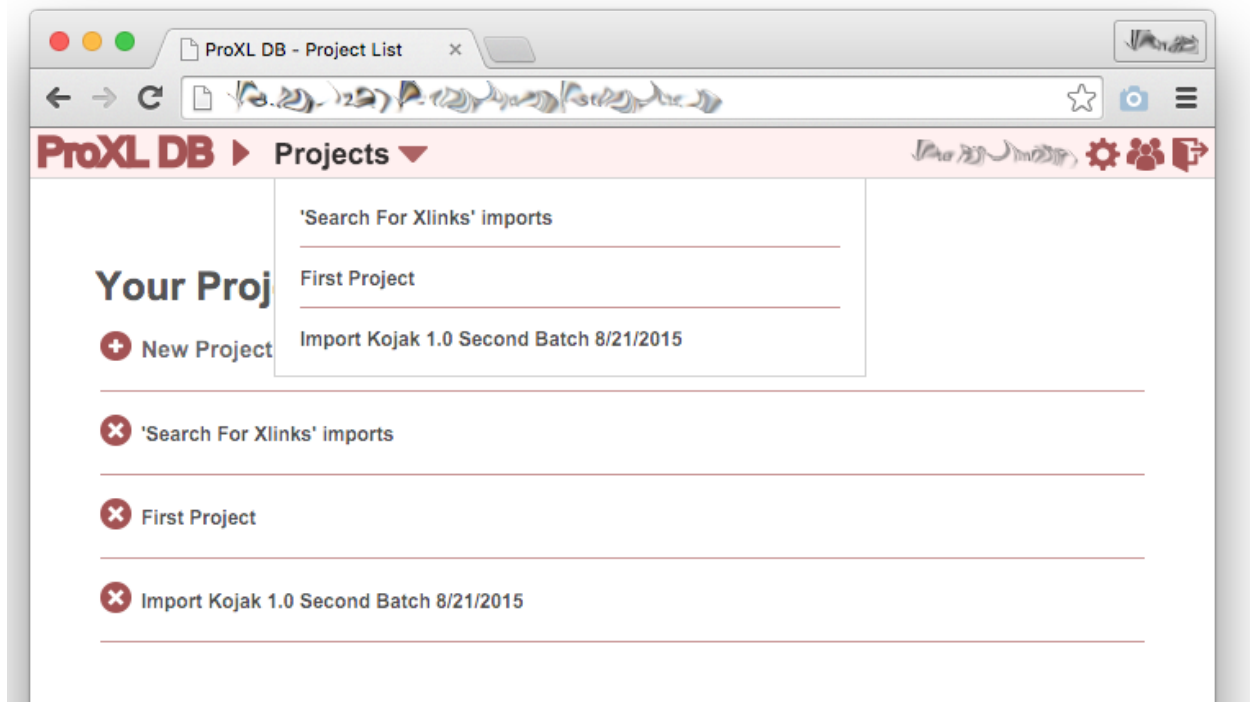 ProXL DB - Project List
ProXL DB Projects
'Search For Xlinks' imports
First Project
Import Kojak 1.0 Second Batch 8/21/2015
Your Proj
New Project
'Search For Xlinks' imports
First Project
Import Kojak 1.0 Second Batch 8/21/2015